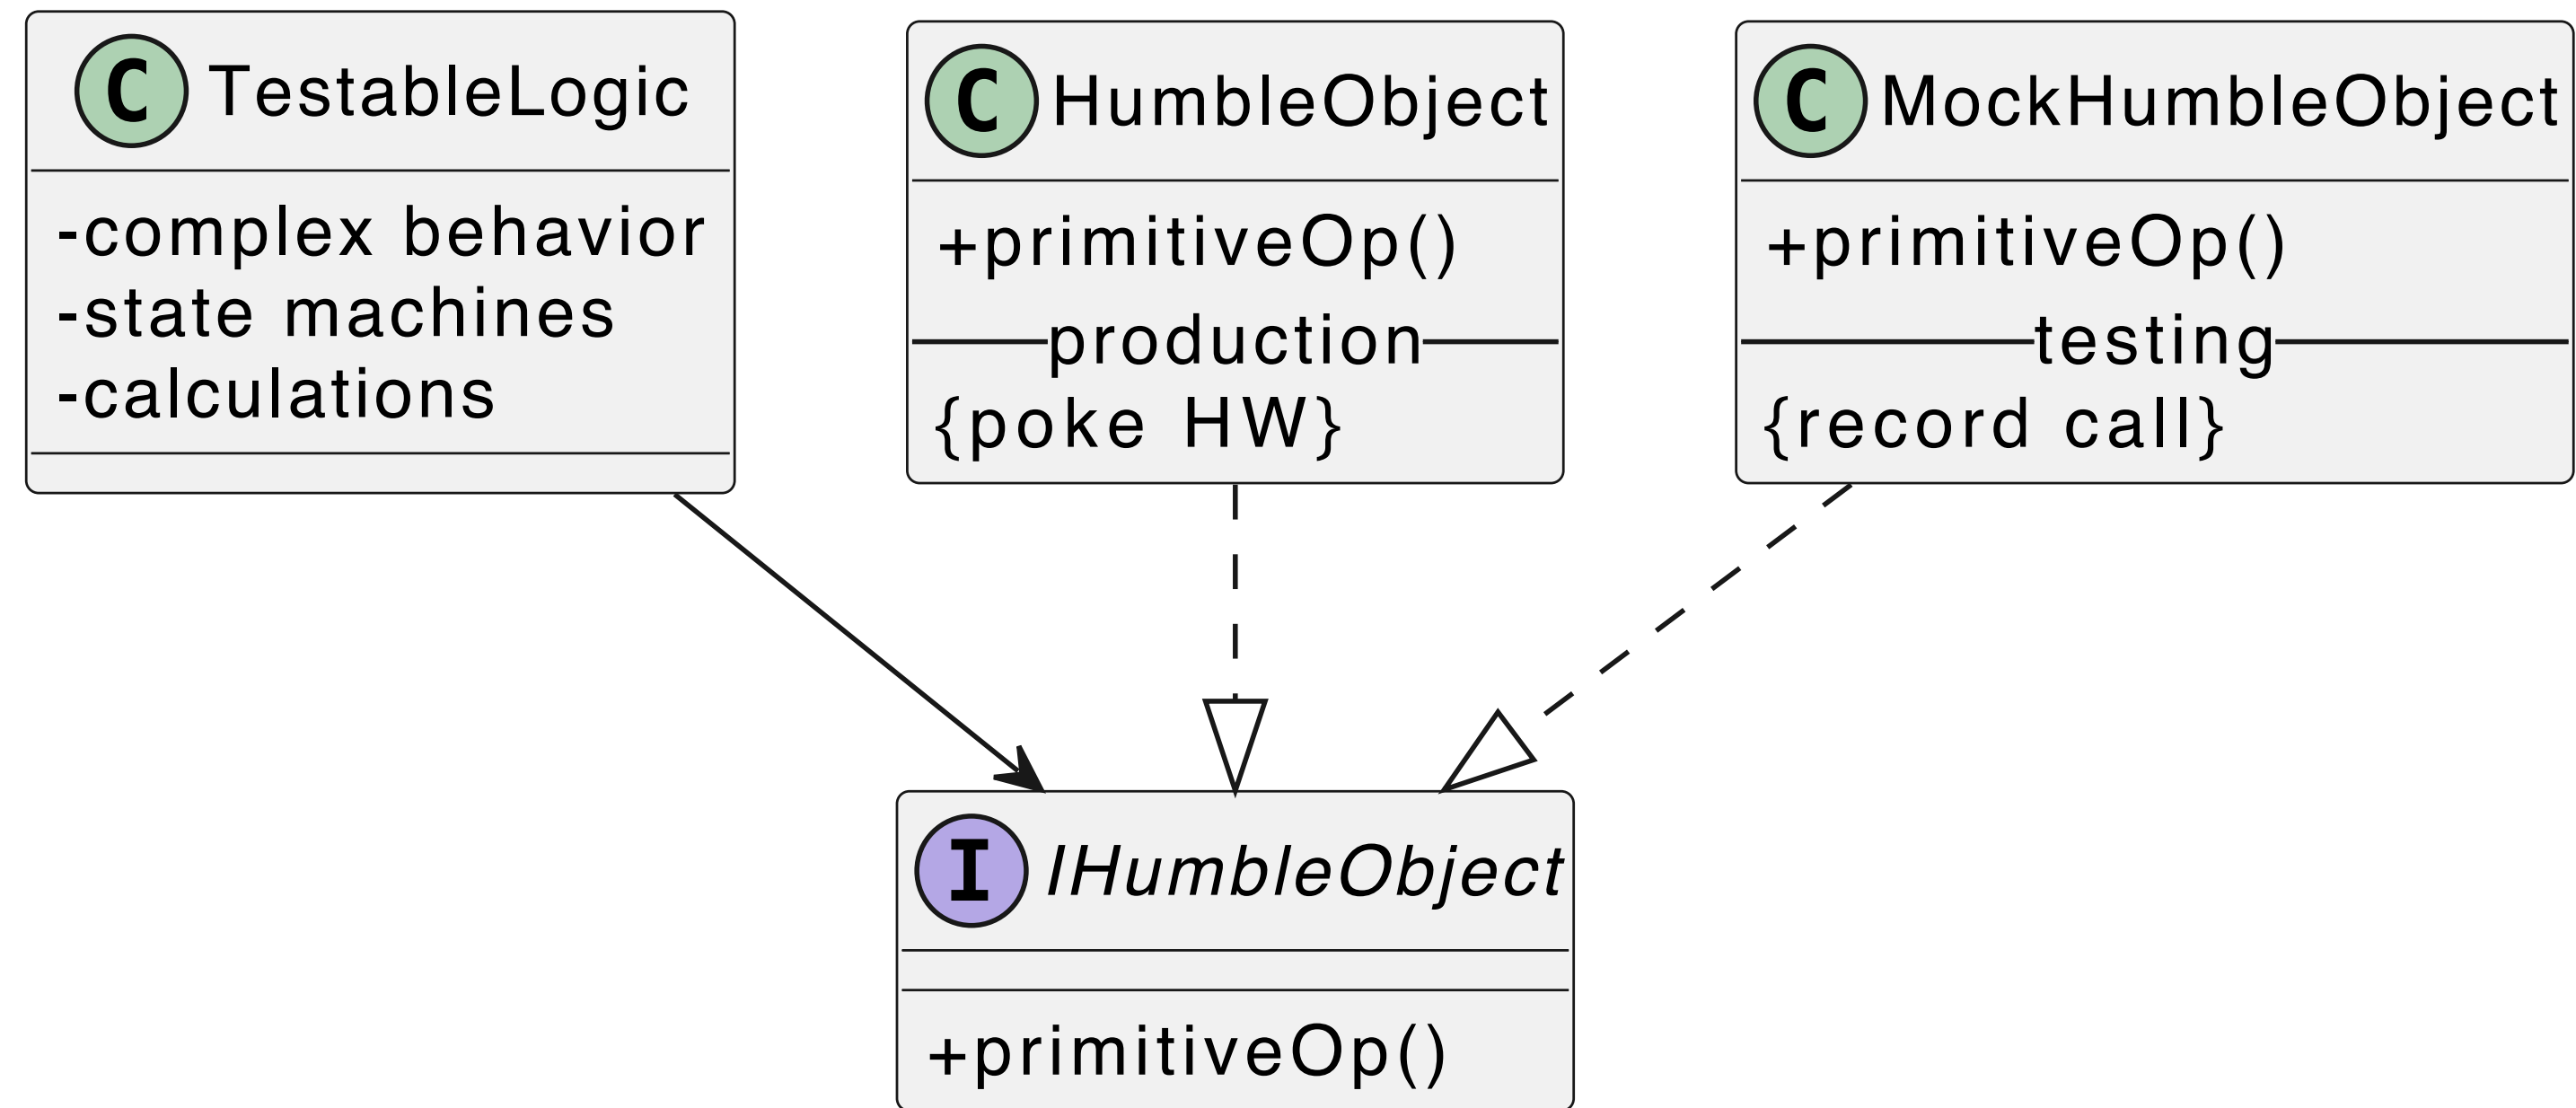 C TestableLogic
-complex behavior
-state machines
-calculations
C HumbleObject
+primitiveOp()
production
{poke HW}
C MockHumbleObject
+primitiveOp()
testing
{record call}
I IHumbleObject
+primitiveOp()